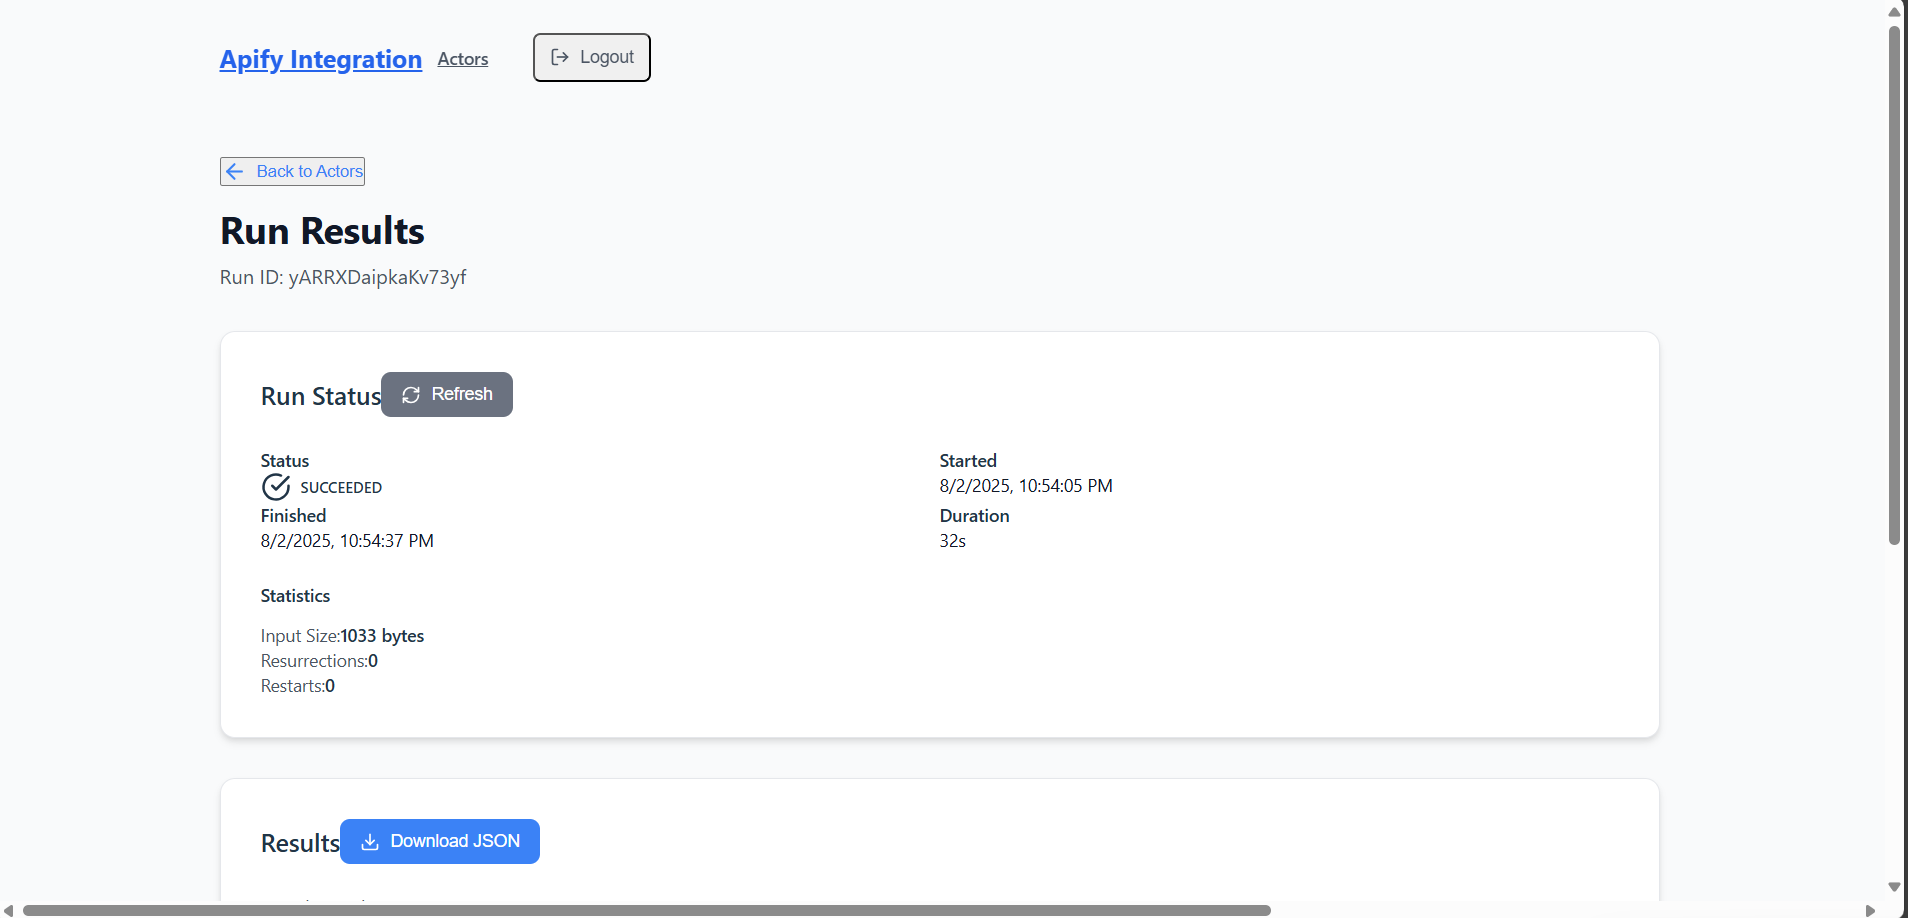 Apify Integration Actors Logout
Back to Actors
Run Results
Run ID: yARRXDaipkaKv73yf
Run Status Refresh
Status Started
SUCCEEDED 8/2/2025, 10:54:05 PM
Finished Duration
8/2/2025, 10:54:37 PM 32s
Statistics
Input Size:1033 bytes
Resurrections:0
Restarts:0
Results Download JSON